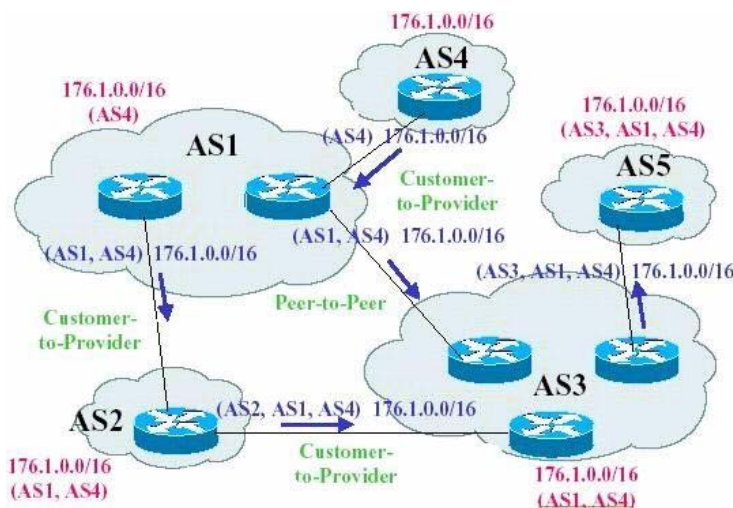 176.1.0.0/16
AS4
176.1.0.0/16
(AS4)
176.1.0.0/16
(AS3, AS1, AS4)
AS1
(AS4) 176.1.0.0/16
AS5
Customer-
to-Provider
(AS1, AS4) 176.1.0.0/16
(AS1, AS4) 176.1.0.0/16
(AS3, AS1, AS4) 176.1.0.0/16
Peer-to-Peer
Customer-
to-Provider
AS3
AS2
(AS2, AS1, AS4) 176.1.0.0/16
Customer-
to-Provider
176.1.0.0/16
(AS1, AS4)
176.1.0.0/16
(AS1, AS4)